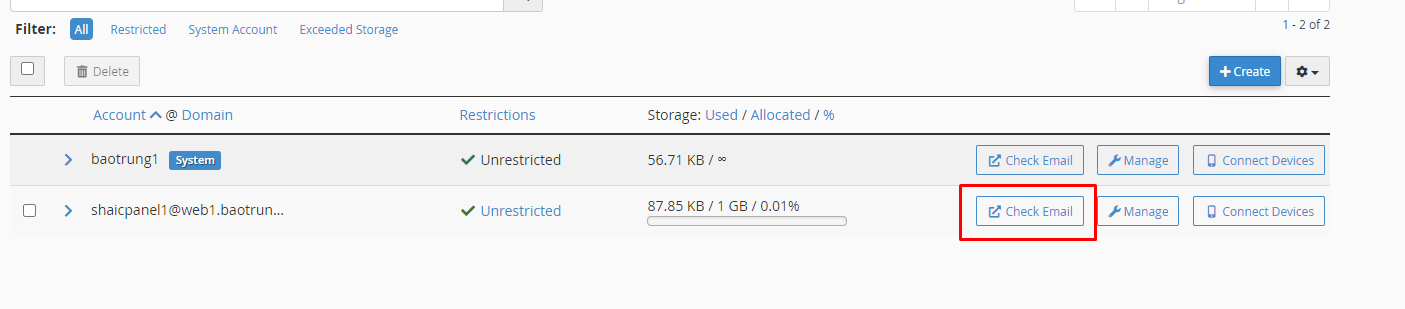 Filter: All Restricted System Account Exceeded Storage
1 - 2 of 2
Delete
Create
Account @ Domain Restrictions Storage: Used / Allocated / %
baotrung1 System Unrestricted 56.71 KB / ∞ Check Email Manage Connect Devices
shaicpanel1@web1.baotrun... Unrestricted 87.85 KB / 1 GB / 0.01% Check Email Manage Connect Devices